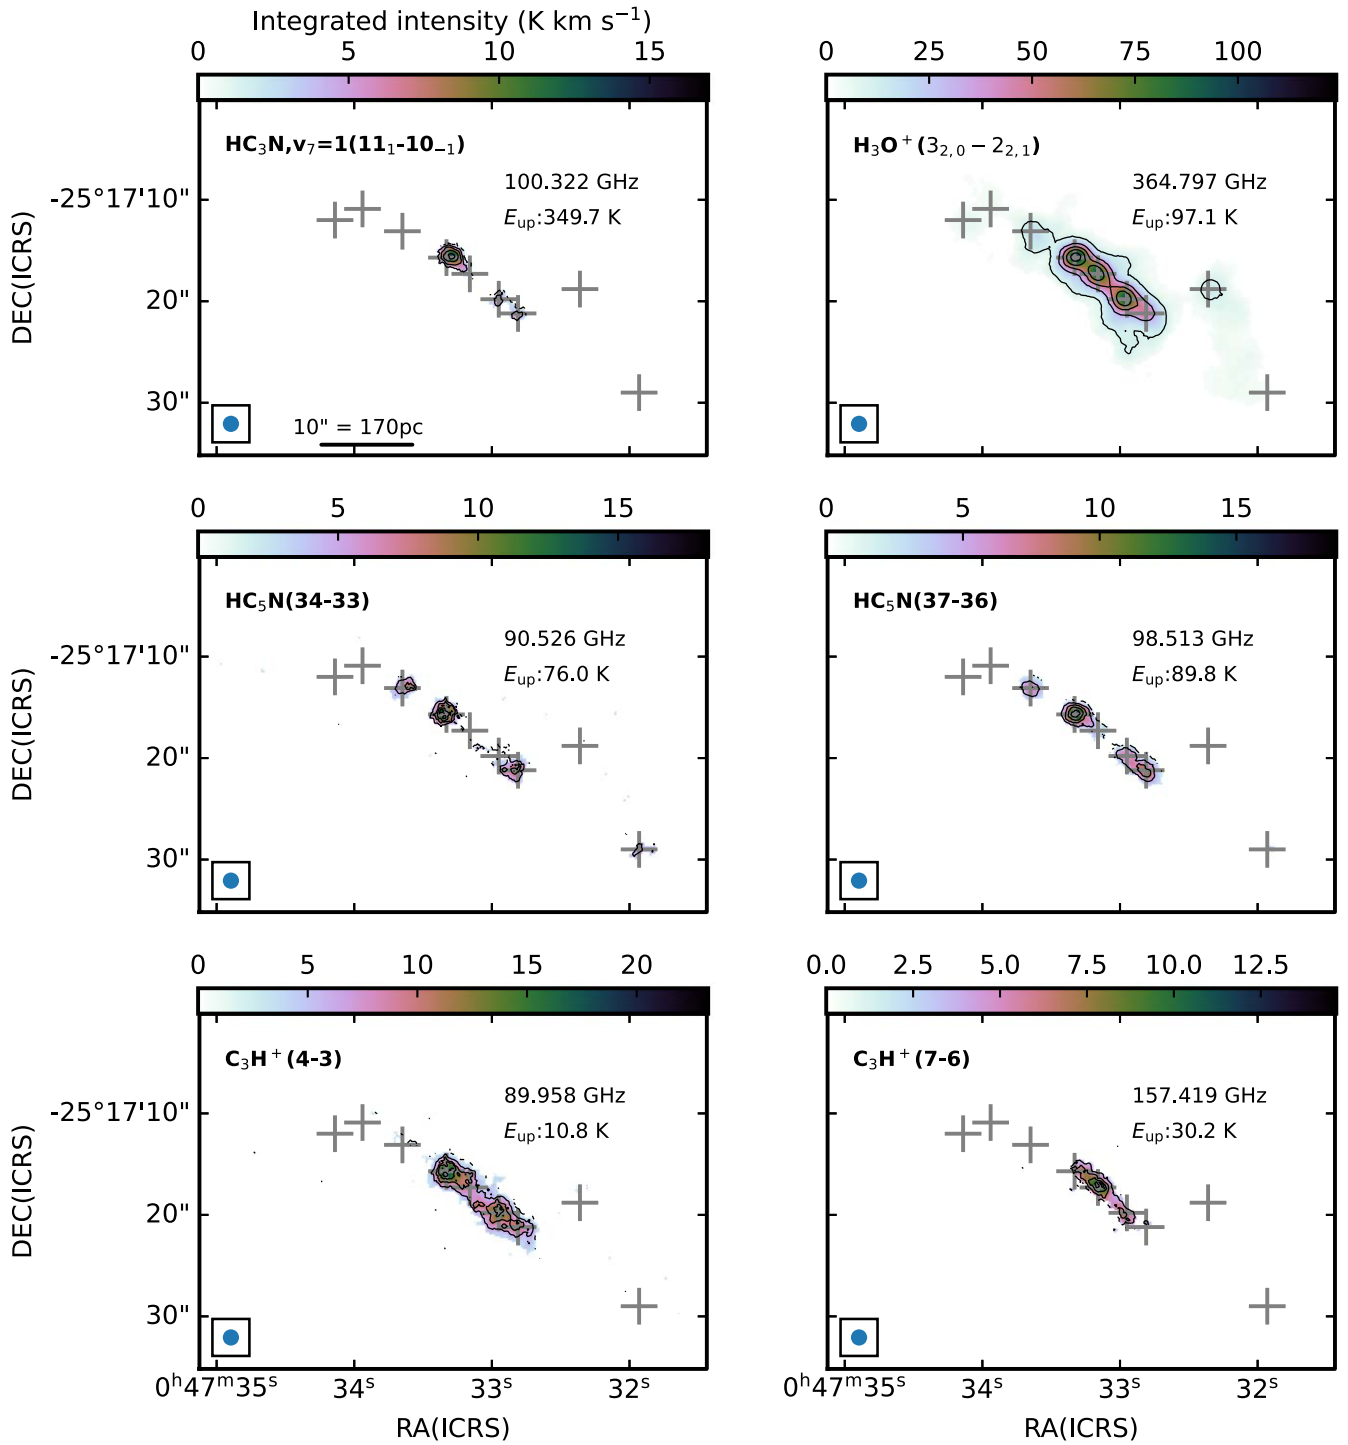 Integrated intensity (K km s⁻¹)
0 5 10 15
0 25 50 75 100
HC₃N,v₇=1(11₁-10₋₁)
100.322 GHz
E_up:349.7 K
H₃O⁺(3₂,₀ − 2₂,₁)
364.797 GHz
E_up:97.1 K
DEC(ICRS)
-25°17'10"
20"
30"
10" = 170pc
0 5 10 15
0 5 10 15
HC₅N(34-33)
90.526 GHz
E_up:76.0 K
HC₅N(37-36)
98.513 GHz
E_up:89.8 K
DEC(ICRS)
-25°17'10"
20"
30"
0 5 10 15 20
0.0 2.5 5.0 7.5 10.0 12.5
C₃H⁺(4-3)
89.958 GHz
E_up:10.8 K
C₃H⁺(7-6)
157.419 GHz
E_up:30.2 K
DEC(ICRS)
-25°17'10"
20"
30"
0ʰ47ᵐ35ˢ 34ˢ 33ˢ 32ˢ
0ʰ47ᵐ35ˢ 34ˢ 33ˢ 32ˢ
RA(ICRS)
RA(ICRS)